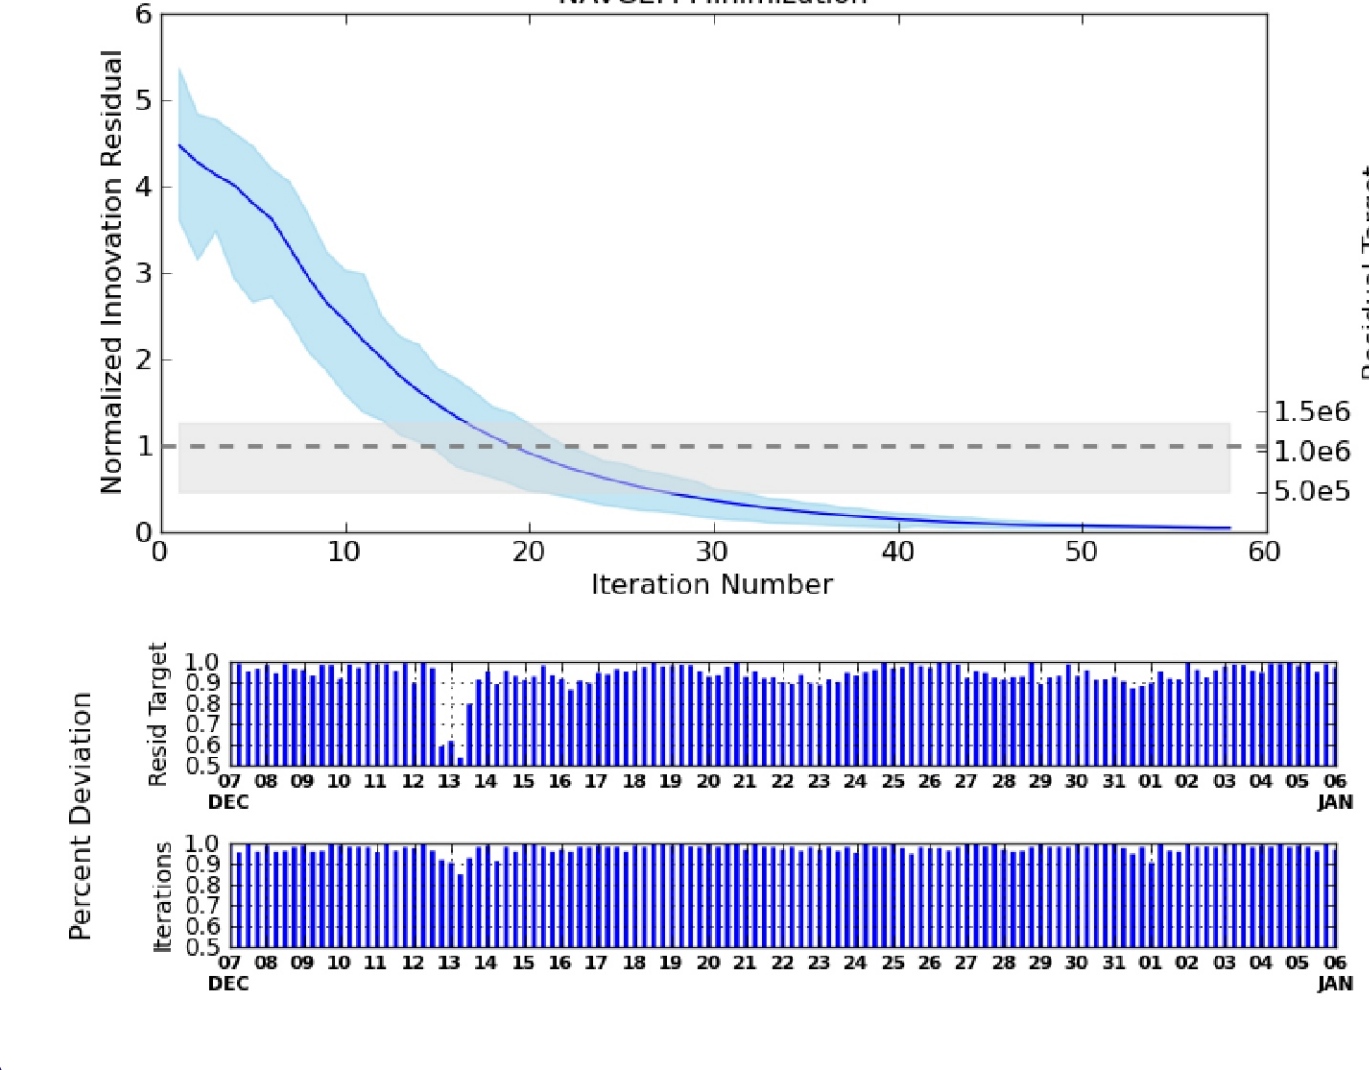 6
5
4
3
2
1
0
Normalized Innovation Residual
1.5e6
1.0e6
5.0e5
0 10 20 30 40 50 60
Iteration Number
Percent Deviation
Resid Target
1.0
0.9
0.8
0.7
0.6
0.5
07 08 09 10 11 12 13 14 15 16 17 18 19 20 21 22 23 24 25 26 27 28 29 30 31 01 02 03 04 05 06
DEC JAN
Iterations
1.0
0.9
0.8
0.7
0.6
0.5
07 08 09 10 11 12 13 14 15 16 17 18 19 20 21 22 23 24 25 26 27 28 29 30 31 01 02 03 04 05 06
DEC JAN